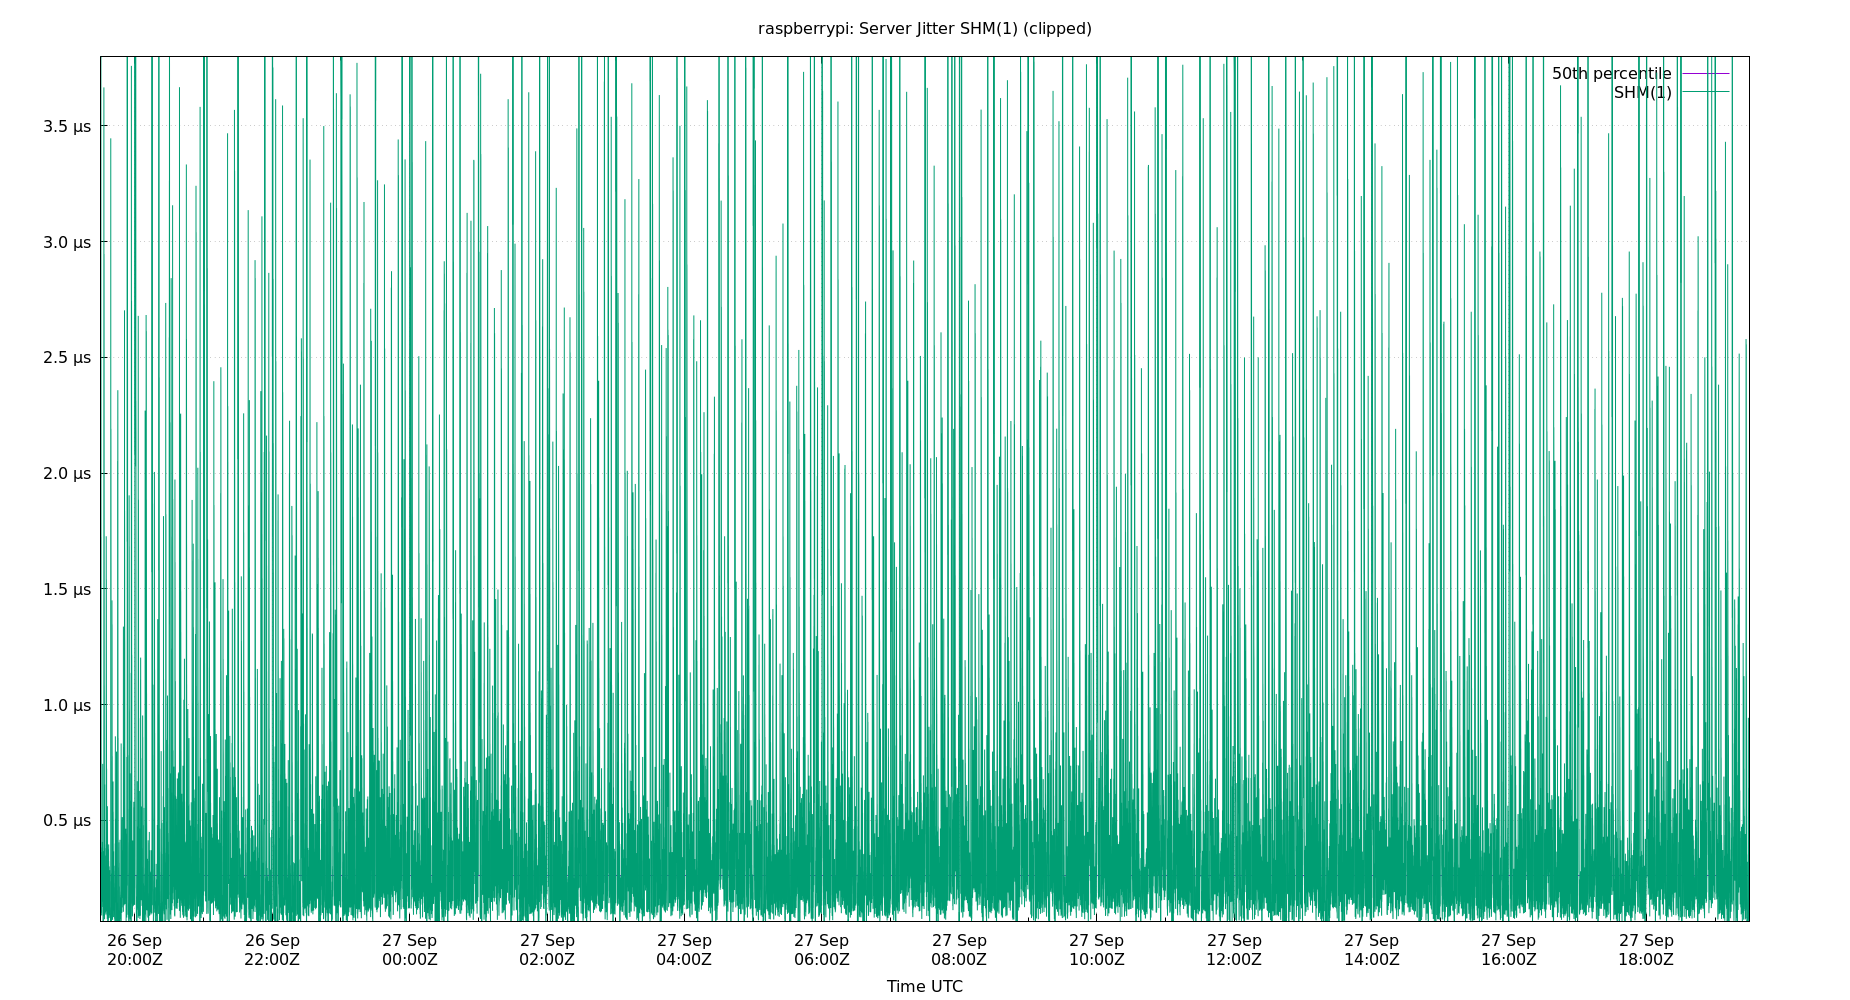 raspberrypi: Server Jitter SHM(1) (clipped)
50th percentile
SHM(1)
3.5 µs
3.0 µs
2.5 µs
2.0 µs
1.5 µs
1.0 µs
0.5 µs
26 Sep 26 Sep 27 Sep 27 Sep 27 Sep 27 Sep 27 Sep 27 Sep 27 Sep 27 Sep 27 Sep 27 Sep
20:00Z 22:00Z 00:00Z 02:00Z 04:00Z 06:00Z 08:00Z 10:00Z 12:00Z 14:00Z 16:00Z 18:00Z
Time UTC